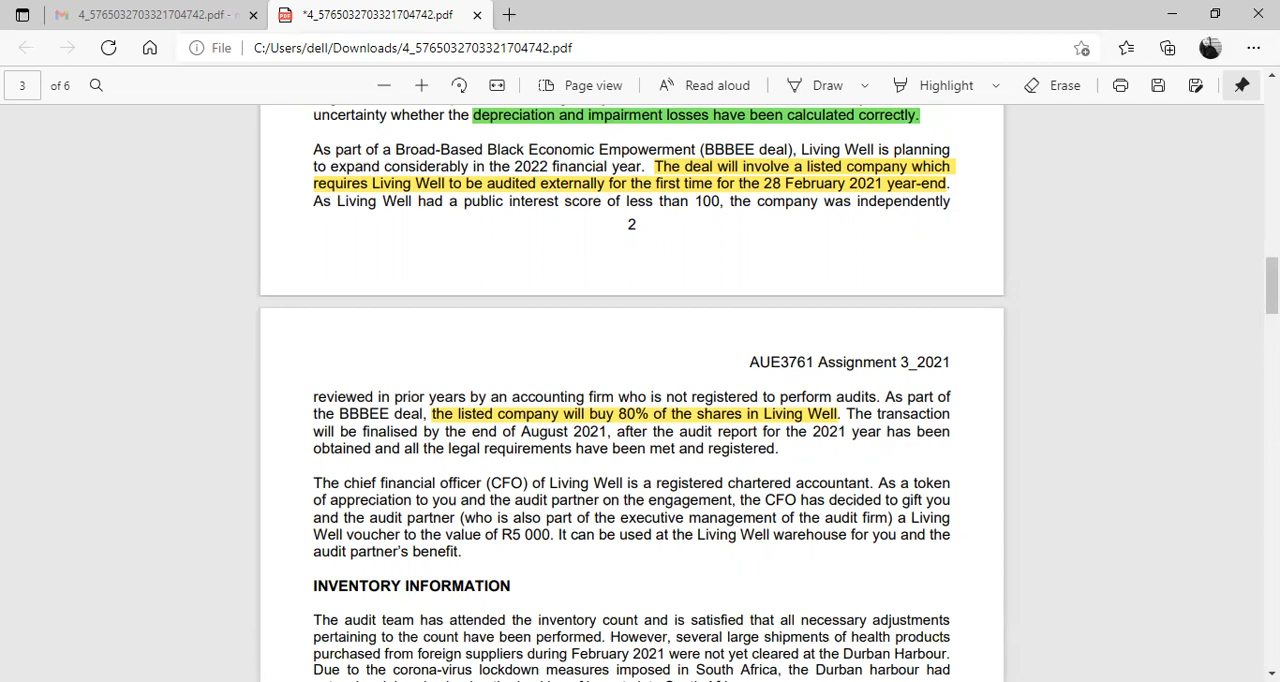 4_5765032703321704742.pdf -
*4_5765032703321704742.pdf
File C:/Users/dell/Downloads/4_5765032703321704742.pdf
3 of 6 Page view Read aloud Draw Highlight Erase
uncertainty whether the depreciation and impairment losses have been calculated correctly.
As part of a Broad-Based Black Economic Empowerment (BBBEE deal), Living Well is planning
to expand considerably in the 2022 financial year. The deal will involve a listed company which
requires Living Well to be audited externally for the first time for the 28 February 2021 year-end.
As Living Well had a public interest score of less than 100, the company was independently
2
AUE3761 Assignment 3_2021
reviewed in prior years by an accounting firm who is not registered to perform audits. As part of
the BBBEE deal, the listed company will buy 80% of the shares in Living Well. The transaction
will be finalised by the end of August 2021, after the audit report for the 2021 year has been
obtained and all the legal requirements have been met and registered.
The chief financial officer (CFO) of Living Well is a registered chartered accountant. As a token
of appreciation to you and the audit partner on the engagement, the CFO has decided to gift you
and the audit partner (who is also part of the executive management of the audit firm) a Living
Well voucher to the value of R5 000. It can be used at the Living Well warehouse for you and the
audit partner's benefit.
INVENTORY INFORMATION
The audit team has attended the inventory count and is satisfied that all necessary adjustments
pertaining to the count have been performed. However, several large shipments of health products
purchased from foreign suppliers during February 2021 were not yet cleared at the Durban Harbour.
Due to the corona-virus lockdown measures imposed in South Africa, the Durban harbour had